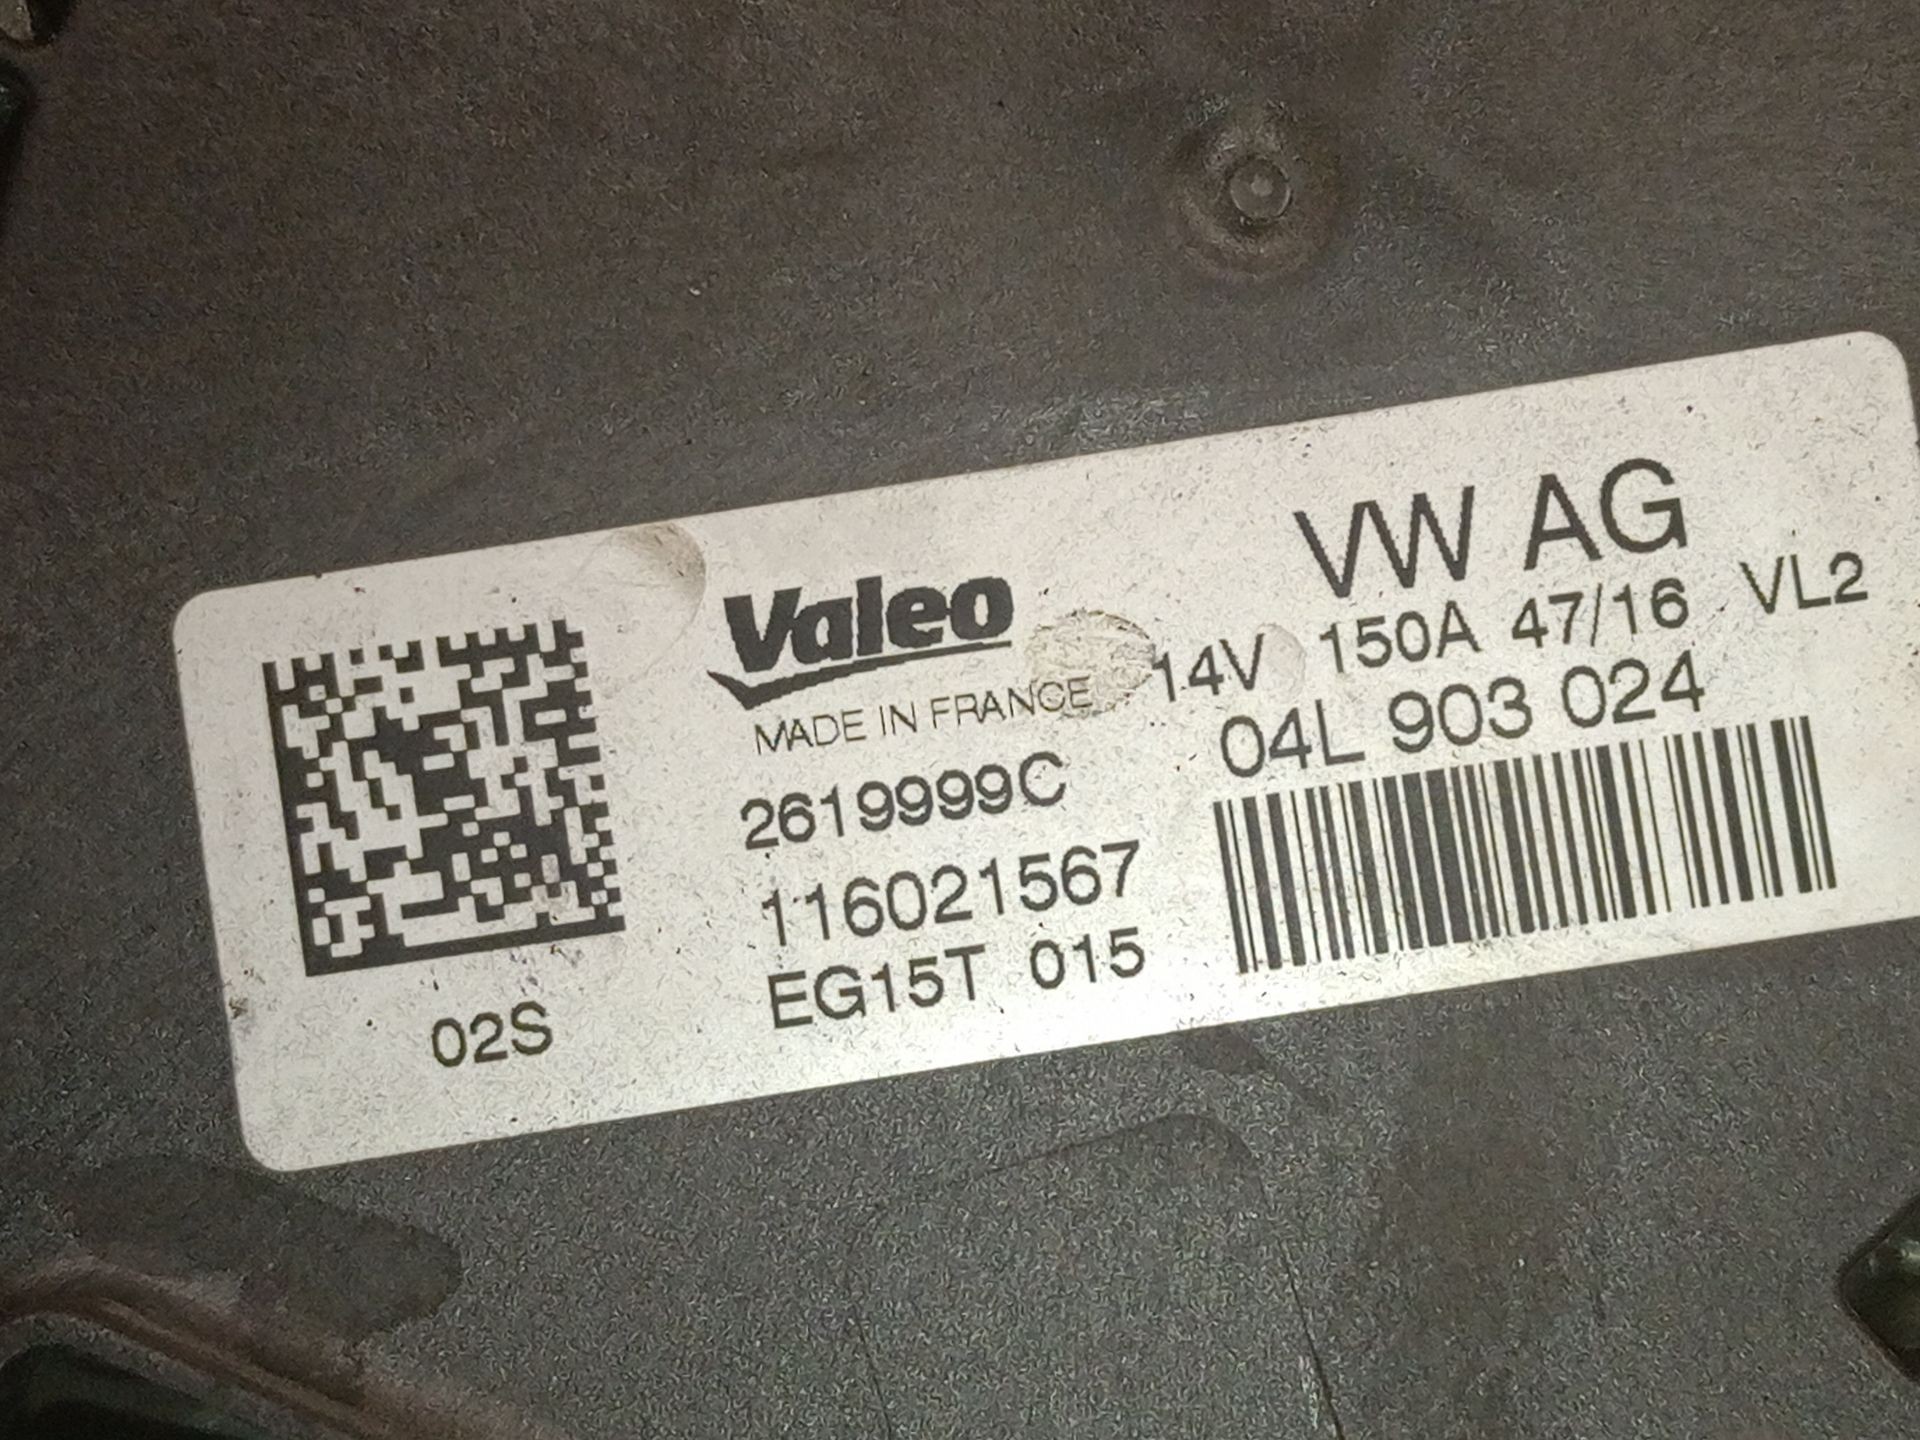 VW AG
Valeo
14V 150A 47/16 VL2
MADE IN FRANCE
04L 903 024
2619999C
116021567
EG15T 015
02S